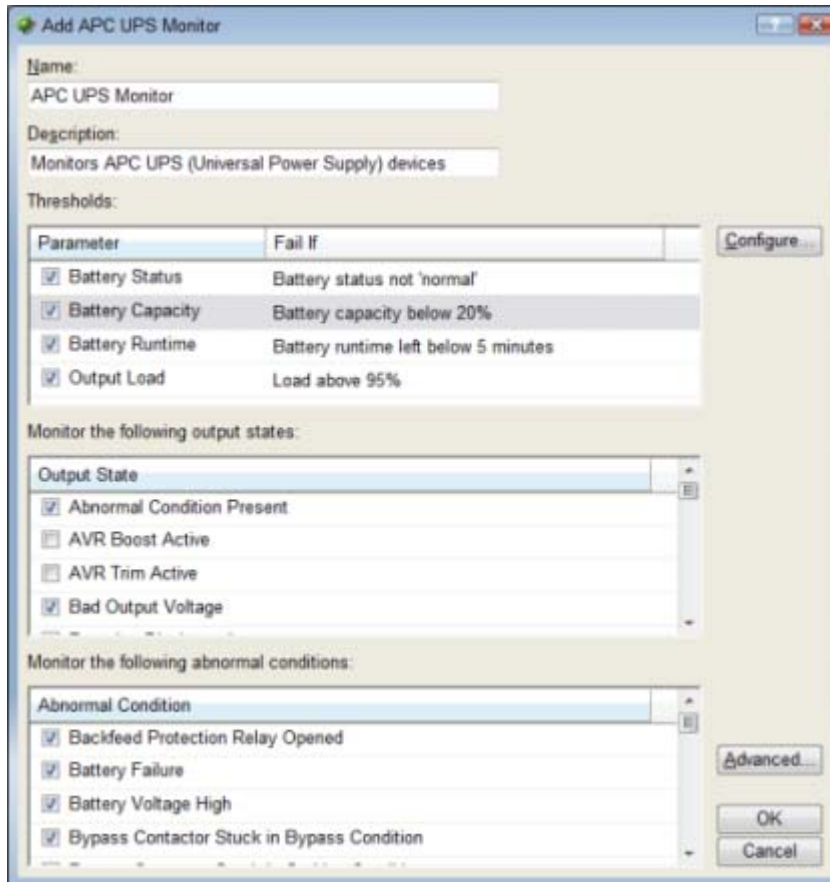 Add APC UPS Monitor
Name:
APC UPS Monitor
Description:
Monitors APC UPS (Universal Power Supply) devices
Thresholds:
Parameter Fail If
Configure...
Battery Status Battery status not 'normal'
Battery Capacity Battery capacity below 20%
Battery Runtime Battery runtime left below 5 minutes
Output Load Load above 95%
Monitor the following output states:
Output State
Abnormal Condition Present
AVR Boost Active
AVR Trim Active
Bad Output Voltage
Monitor the following abnormal conditions:
Abnormal Condition
Backfeed Protection Relay Opened
Battery Failure
Battery Voltage High
Bypass Contactor Stuck in Bypass Condition
Advanced...
OK
Cancel